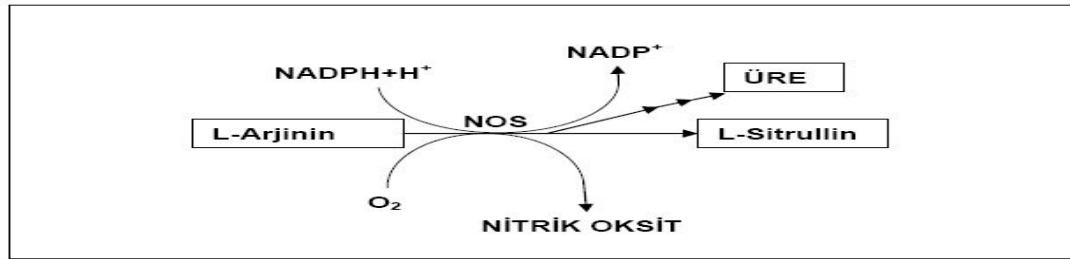 NADP⁺
NADPH+H⁺
ÜRE
NOS
L-Arjinin
L-Sitrullin
O₂
NİTRİK OKSİT